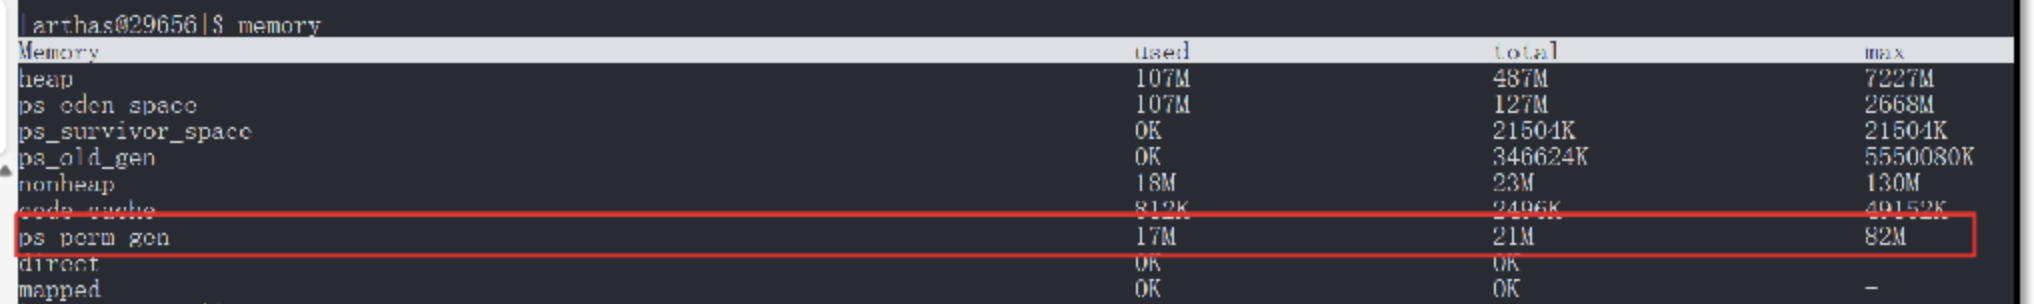 [arthas@29656]$ memory
Memory used total max
heap 107M 487M 7227M
ps_eden_space 107M 127M 2668M
ps_survivor_space 0K 21504K 21504K
ps_old_gen 0K 346624K 5550080K
nonheap 18M 23M 130M
code_cache 812K 2496K 49152K
ps_perm_gen 17M 21M 82M
direct 0K 0K
mapped 0K 0K -